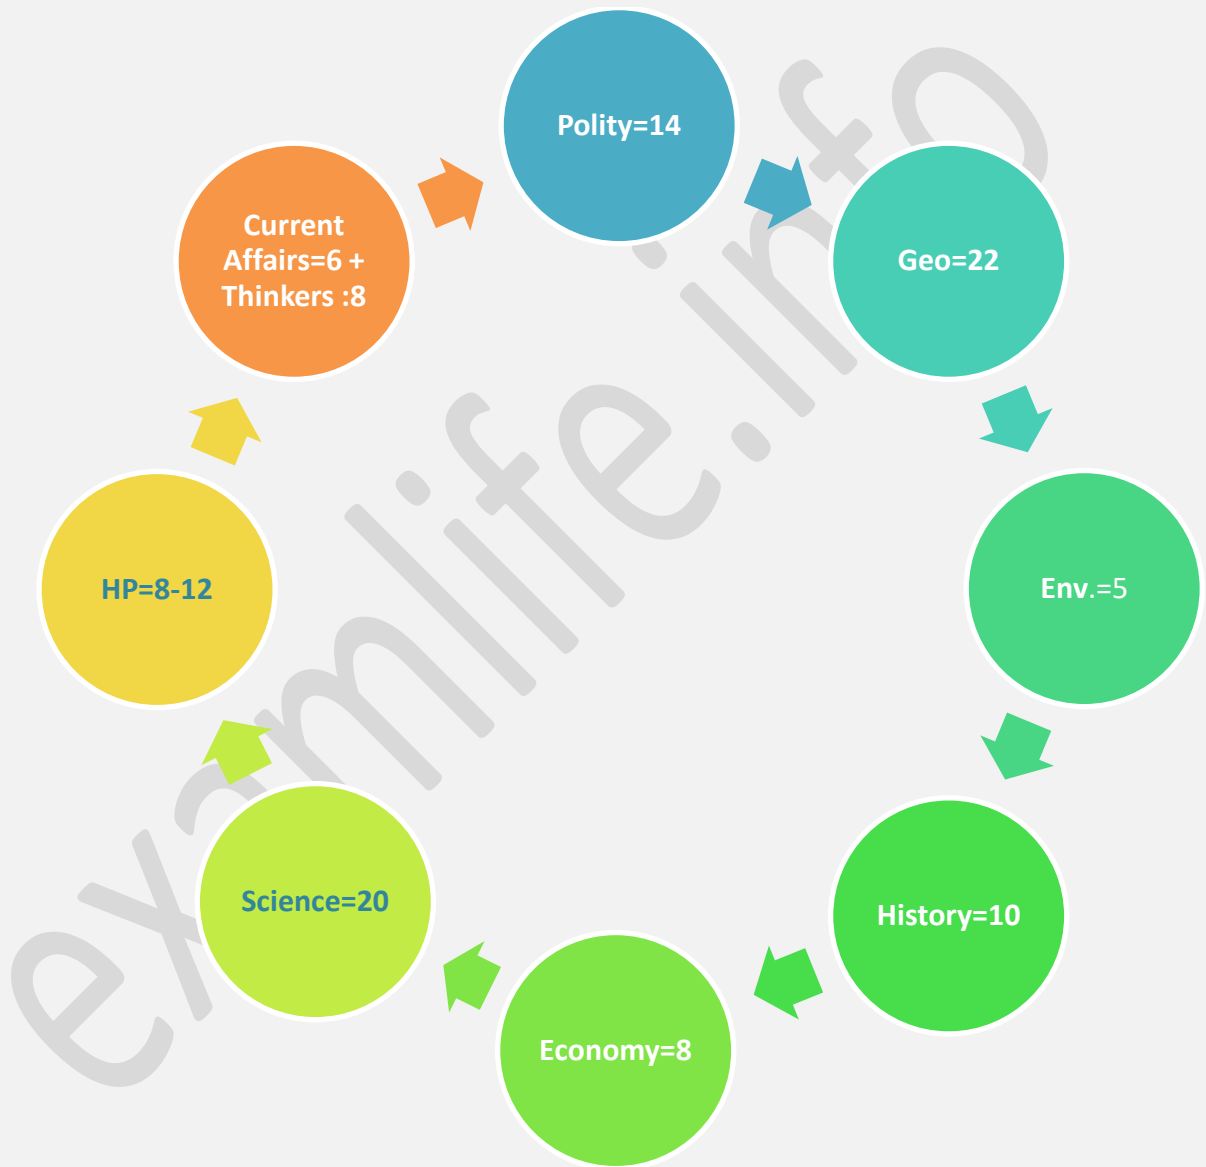 Polity=14
Geo=22
Env.=5
History=10
Economy=8
Science=20
HP=8-12
Current
Affairs=6 +
Thinkers :8
examlife.info